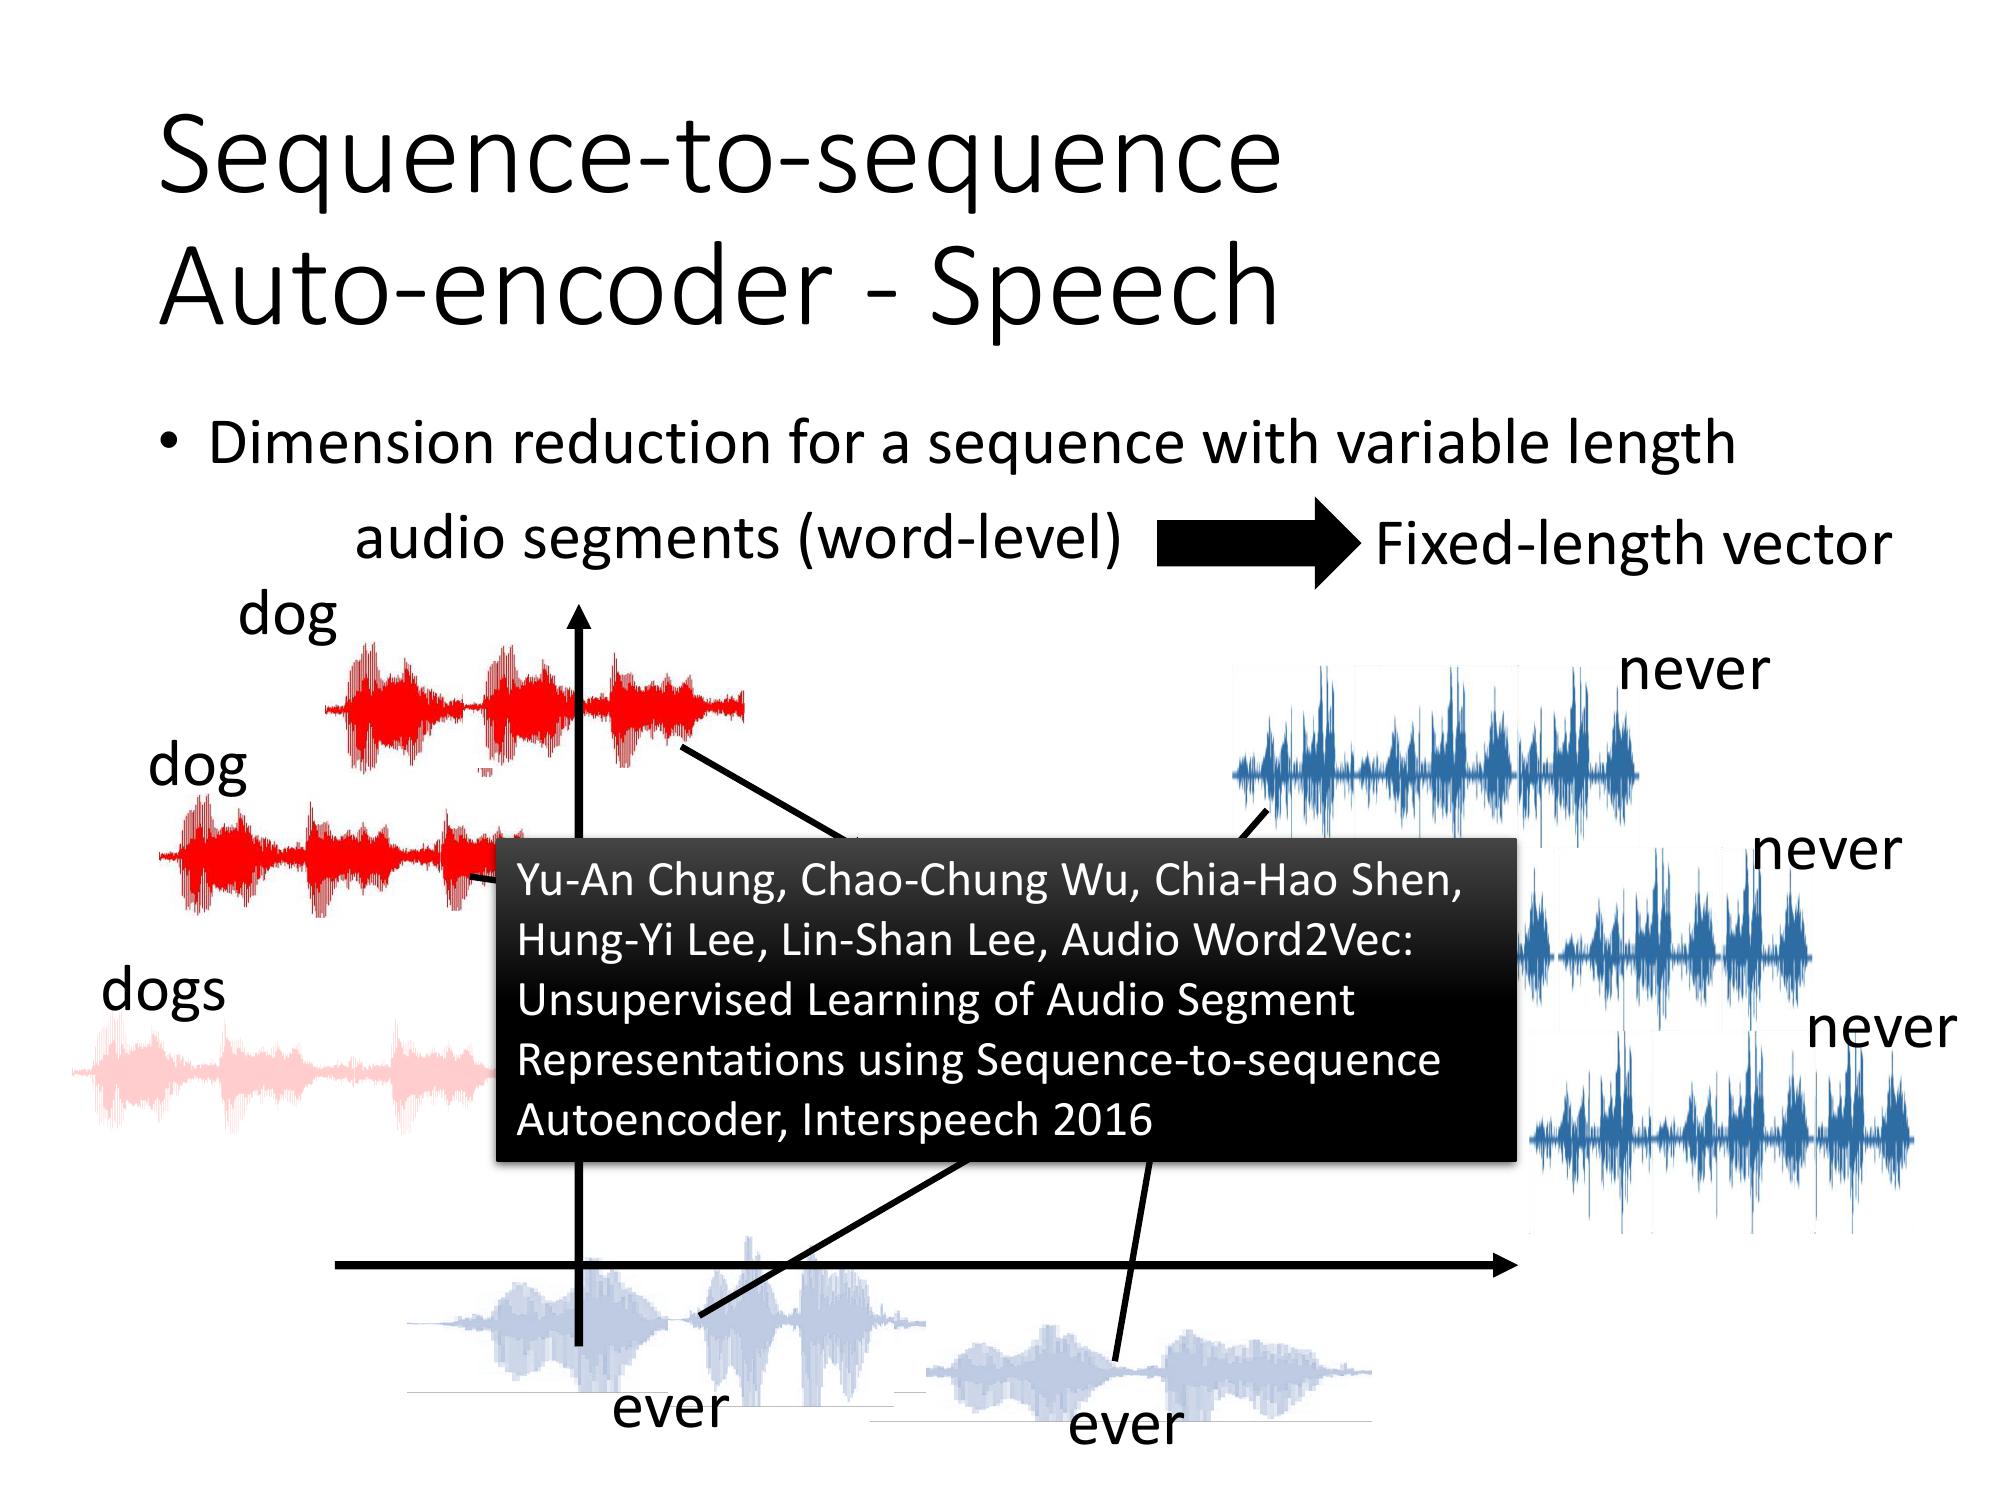 Sequence-to-sequence
Auto-encoder - Speech
• Dimension reduction for a sequence with variable length
audio segments (word-level)
Fixed-length vector
dog
never
dog
never
Yu-An Chung, Chao-Chung Wu, Chia-Hao Shen,
Hung-Yi Lee, Lin-Shan Lee, Audio Word2Vec:
Unsupervised Learning of Audio Segment
Representations using Sequence-to-sequence
Autoencoder, Interspeech 2016
dogs
never
ever
ever